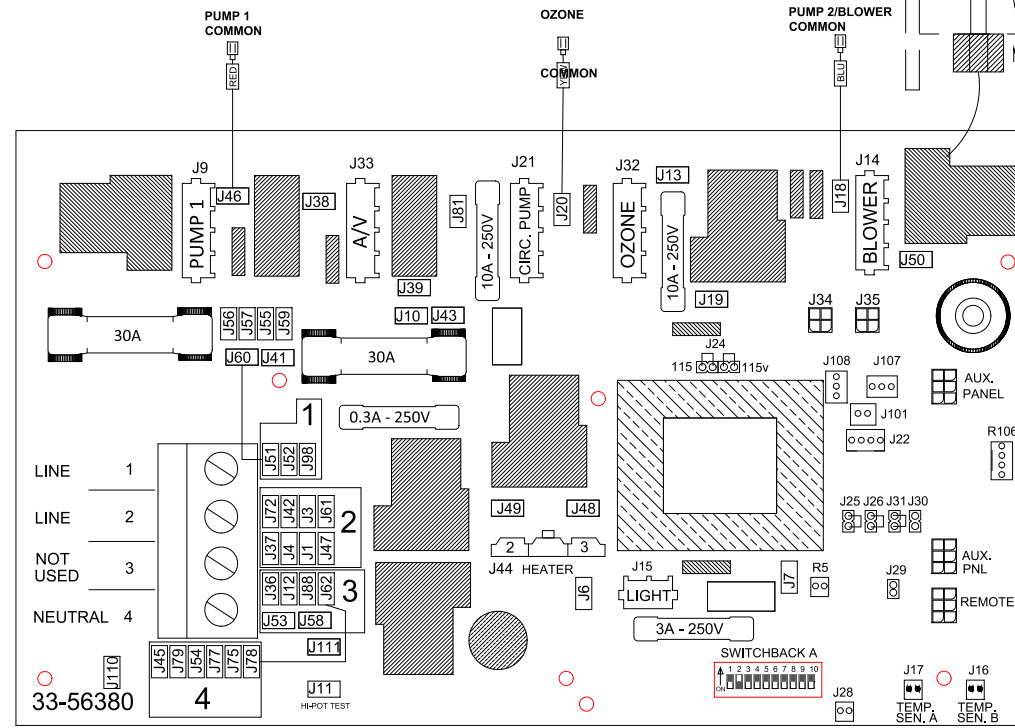 PUMP 1
COMMON
OZONE
COMMON
PUMP 2/BLOWER
COMMON
RED
BLU
J9
J33
J21
J32
J13
J14
PUMP 1
J46
J38
A/V
J81
10A - 250V
CIRC. PUMP
J20
OZONE
10A - 250V
J18
BLOWER
J50
J39
J19
J10
J43
J34
J35
30A
J56
J57
J55
J59
J60
J41
30A
J24
115
115v
J108
J107
AUX.
PANEL
J101
J22
R106
0.3A - 250V
1
J51
J52
J98
LINE 1
LINE 2
NOT
USED 3
NEUTRAL 4
J72
J42
J3
J61
2
J37
J4
J1
J47
J36
J12
J88
J62
3
J53
J58
J111
J49
J48
2
3
J44 HEATER
J6
J15
LIGHT
J7
R5
3A - 250V
J25
J26
J31
J30
J29
AUX.
PNL
REMOTE
J45
J79
J54
J77
J75
J78
4
J110
33-56380
J11
HI-POT TEST
SWITCHBACK A
1 2 3 4 5 6 7 8 9 10
ON
J28
J17
TEMP.
SEN. A
J16
TEMP.
SEN. B